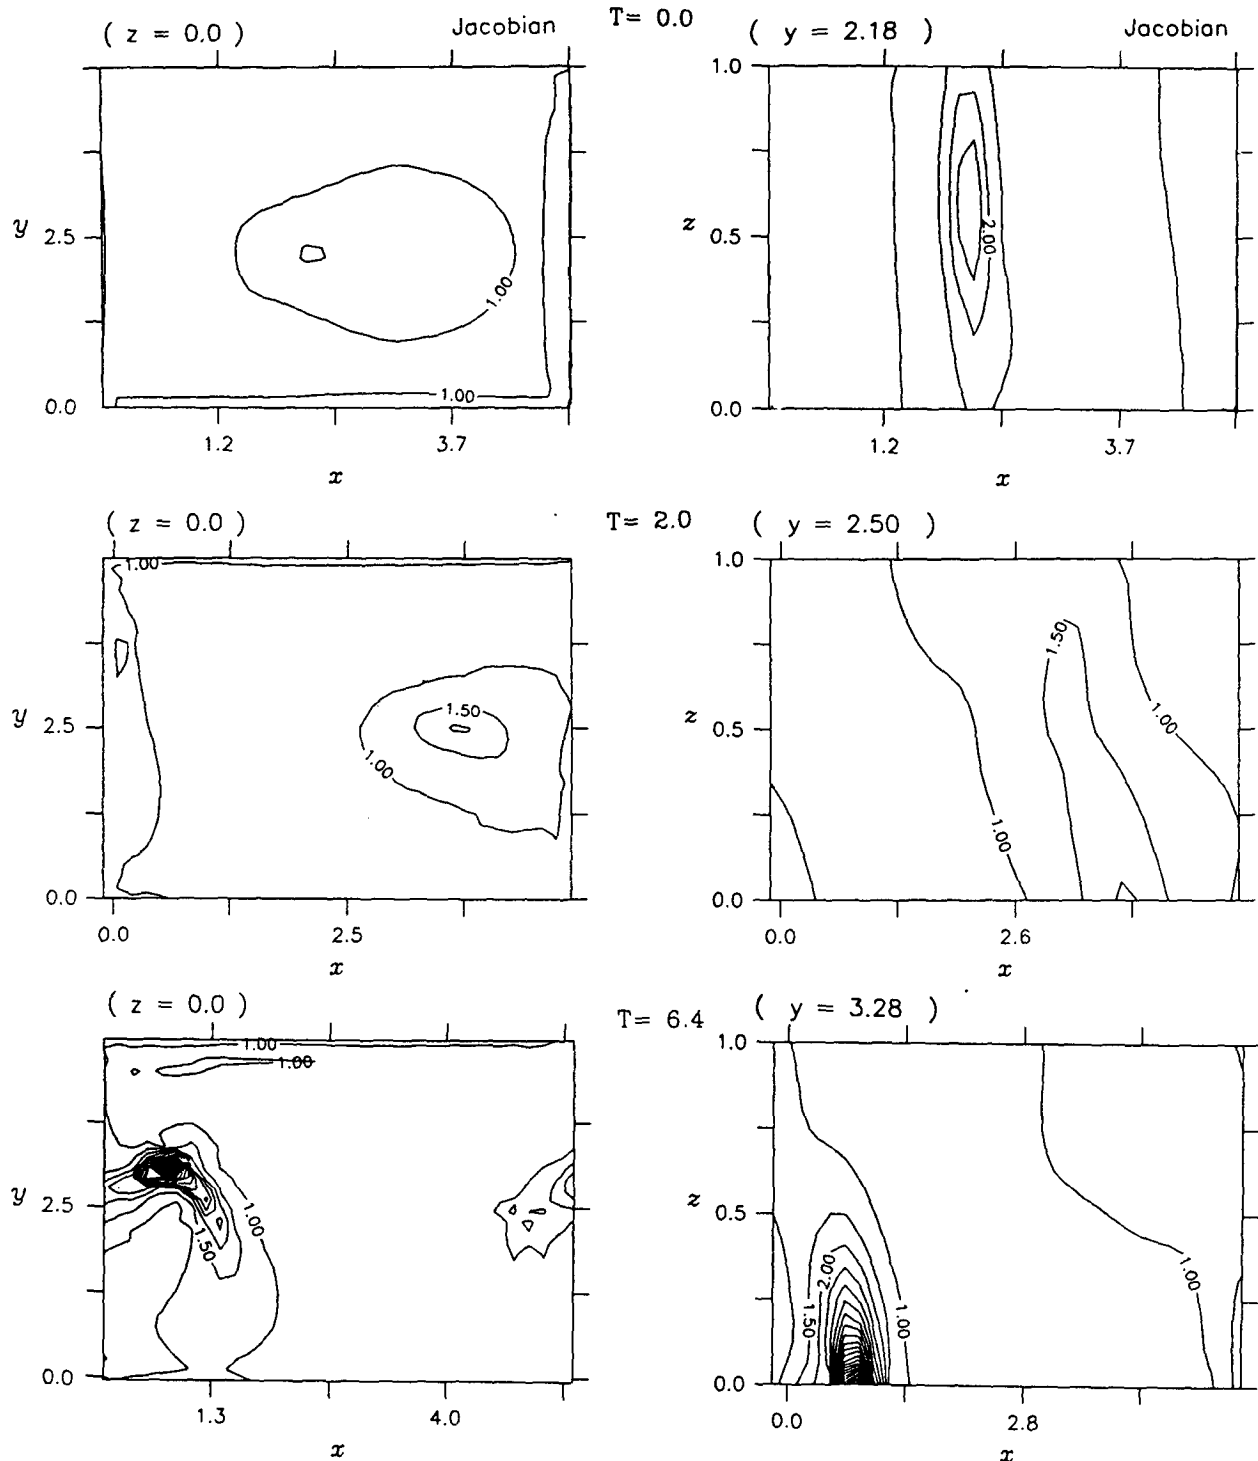 T= 0.0
( z = 0.0 ) Jacobian
y
2.5
0.0
1.00
1.00
1.2 3.7
x
( y = 2.18 ) Jacobian
1.0
z
0.5
0.0
2.00
1.2 3.7
x
T= 2.0
( z = 0.0 )
1.00
y
2.5
0.0
1.50
1.00
0.0 2.5
x
( y = 2.50 )
1.0
z
0.5
0.0
1.50
1.00
1.00
0.0 2.6
x
T= 6.4
( z = 0.0 )
1.00
1.00
y
2.5
0.0
1.00
1.50
1.3 4.0
x
( y = 3.28 )
1.0
z
0.5
0.0
2.00
1.50
1.00
1.00
0.0 2.8
x